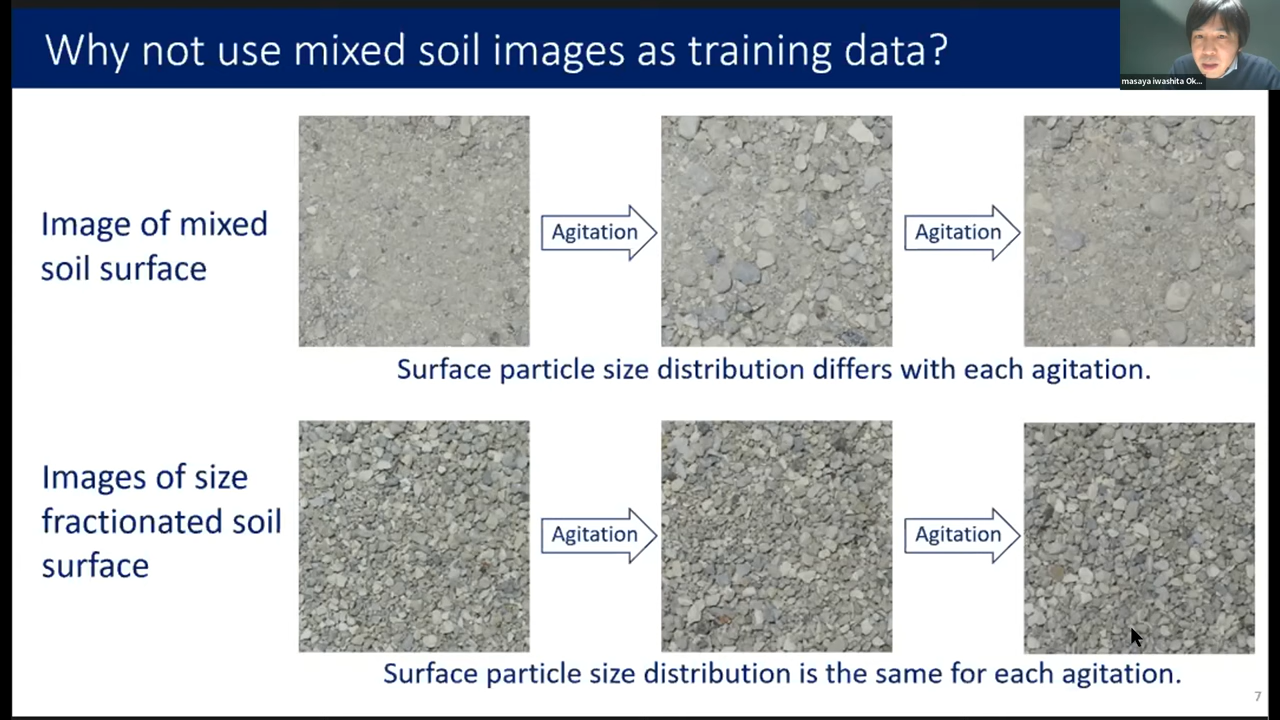 Why not use mixed soil images as training data?
masaya iwashita Ok...
Image of mixed
soil surface
Agitation
Agitation
Surface particle size distribution differs with each agitation.
Images of size
fractionated soil
surface
Agitation
Agitation
Surface particle size distribution is the same for each agitation.
7